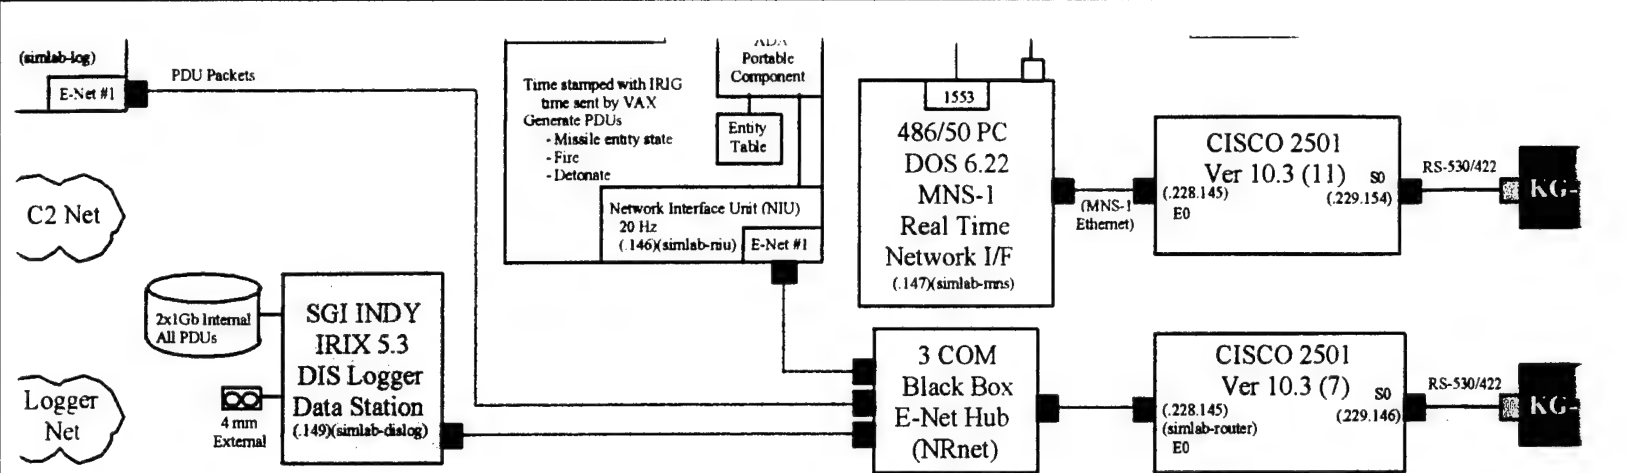 (simlab-log)
E-Net #1
PDU Packets
C2 Net
2x1Gb Internal
All PDUs
4 mm
External
Logger
Net
SGI INDY
IRIX 5.3
DIS Logger
Data Station
(.149)(simlab-dislog)
Time stamped with IRIG
time sent by VAX
Generate PDUs
- Missile entity state
- Fire
- Detonate
ADA
Portable
Component
Entity
Table
Network Interface Unit (NIU)
20 Hz
(.146)(simlab-niu)
E-Net #1
1553
486/50 PC
DOS 6.22
MNS-1
Real Time
Network I/F
(.147)(simlab-mns)
(MNS-1
Ethernet)
CISCO 2501
Ver 10.3 (11)
S0
(.228.145)
(.229.154)
E0
RS-530/422
KG-
3 COM
Black Box
E-Net Hub
(NRnet)
CISCO 2501
Ver 10.3 (7)
S0
(.228.145)
(.229.146)
(simlab-router)
E0
RS-530/422
KG-